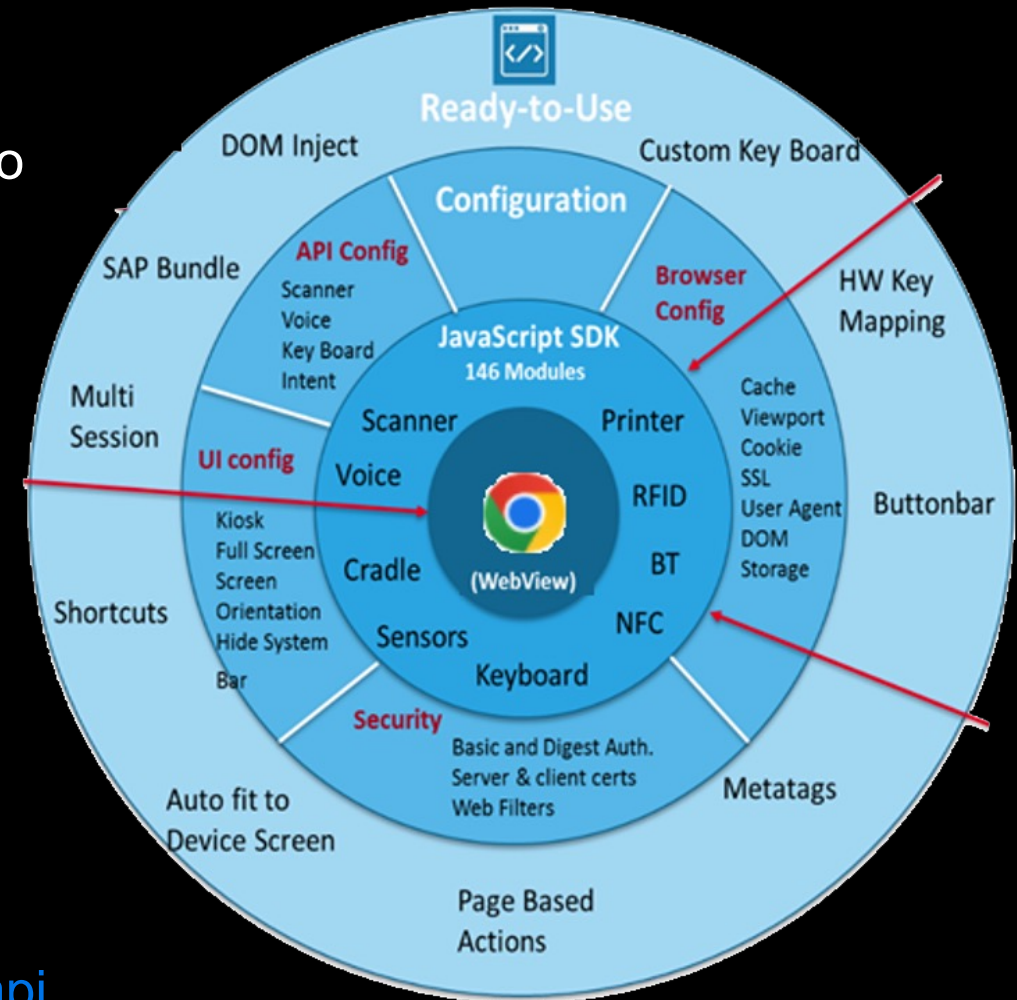 </>
Ready-to-Use
o
DOM Inject
Custom Key Board
Configuration
SAP Bundle
API Config
Scanner
Voice
Key Board
Intent
Browser
Config
HW Key
Mapping
JavaScript SDK
146 Modules
Multi
Session
Scanner
Printer
Cache
Viewport
Cookie
SSL
User Agent
DOM
Storage
UI config
Voice
RFID
Buttonbar
Kiosk
Full Screen
Screen
Orientation
Hide System
Bar
Cradle
BT
(WebView)
Shortcuts
Sensors
NFC
Keyboard
Security
Basic and Digest Auth.
Server & client certs
Web Filters
Metatags
Auto fit to
Device Screen
Page Based
Actions
api